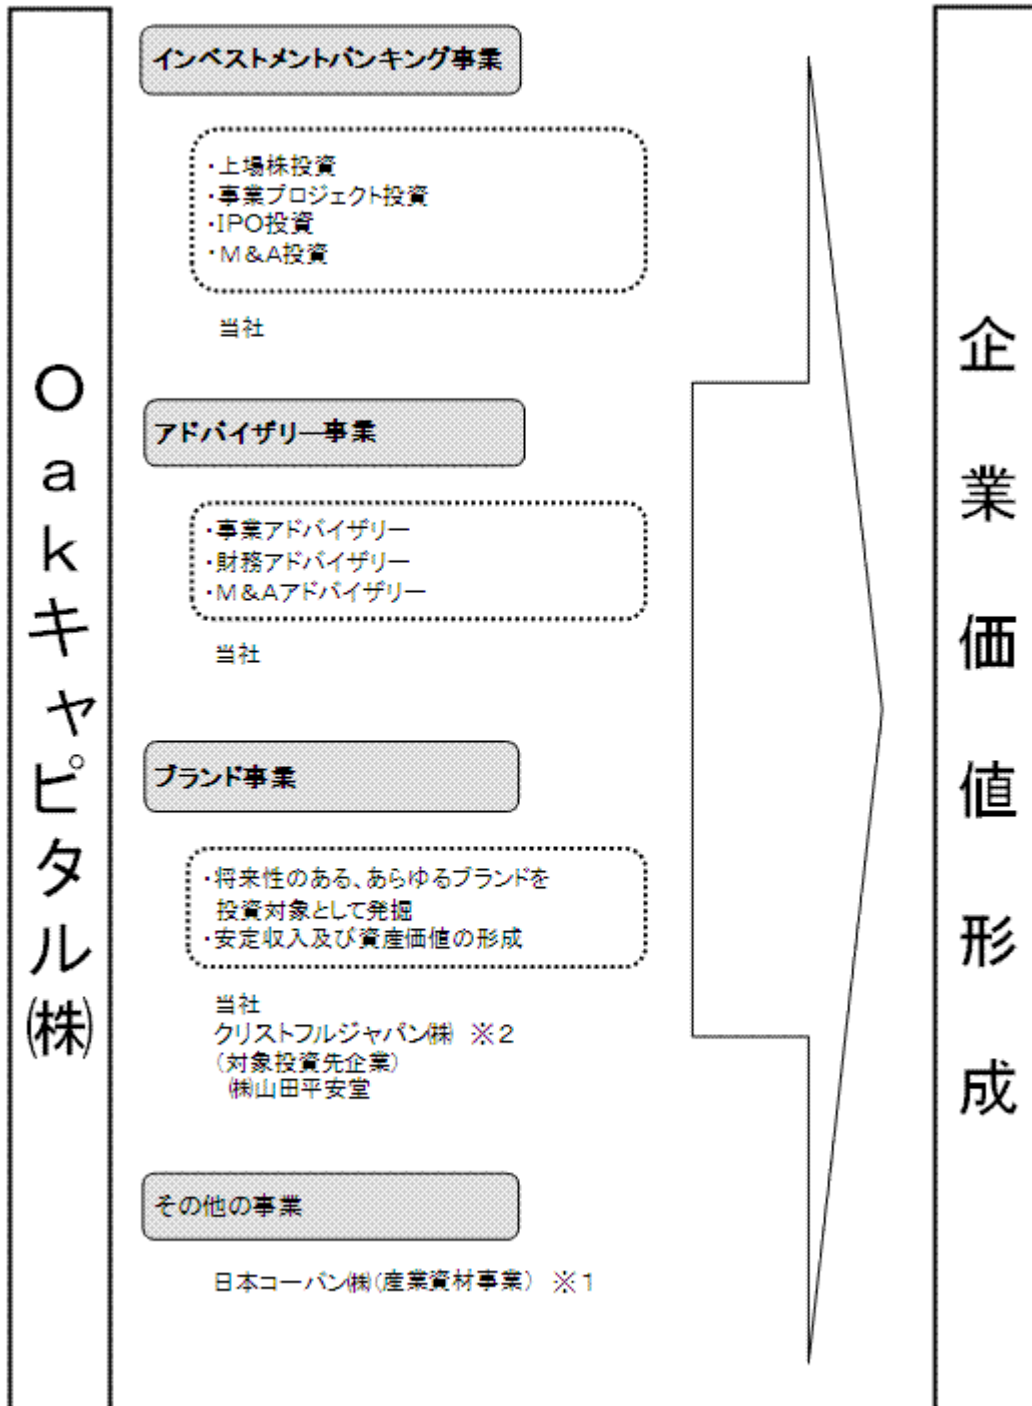 Oakキャピタル㈱
インベストメントバンキング事業
・上場株投資
・事業プロジェクト投資
・IPO投資
・M&A投資
当社
アドバイザリー事業
・事業アドバイザリー
・財務アドバイザリー
・M&Aアドバイザリー
当社
ブランド事業
・将来性のある、あらゆるブランドを
投資対象として発掘
・安定収入及び資産価値の形成
当社
クリストフルジャパン㈱ ※2
(対象投資先企業)
㈱山田平安堂
その他の事業
日本コーバン㈱(産業資材事業) ※1
企業価値形成